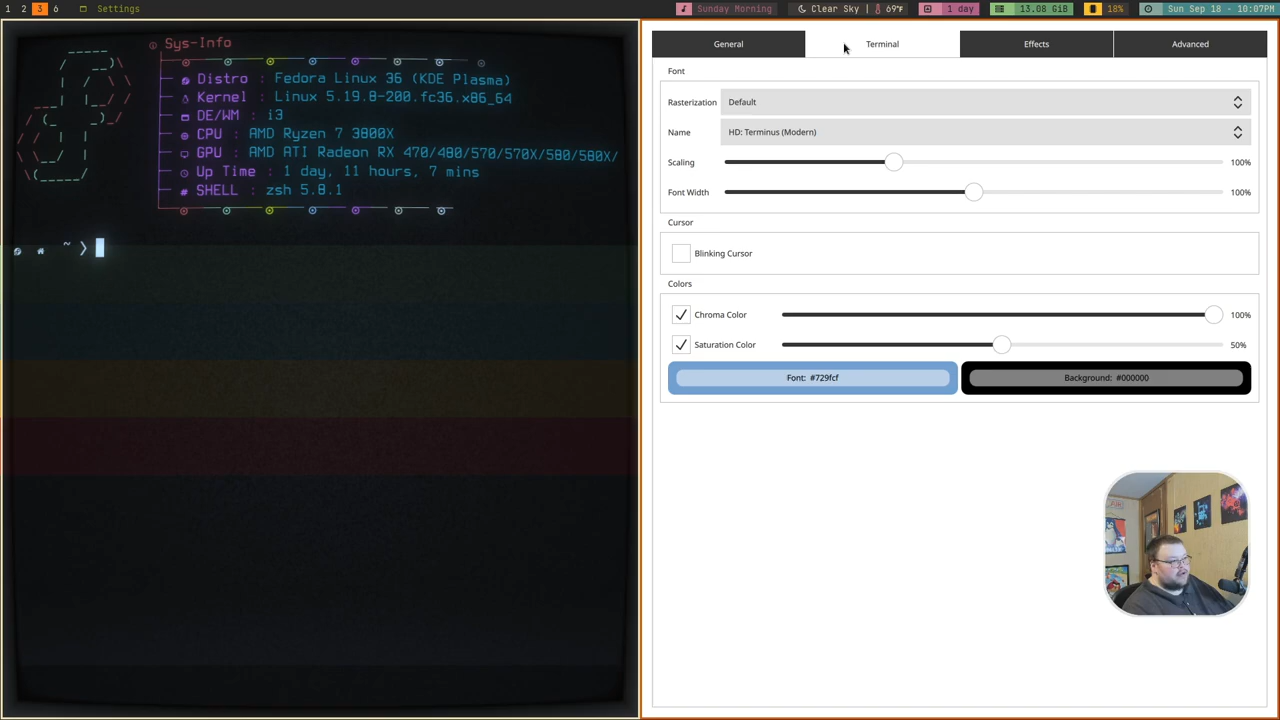 1 2 3 6 Settings
Sunday Morning
Clear Sky | 69°F
1 day
13.08 GiB
18%
Sun Sep 18 - 10:07PM
Sys-Info
Distro : Fedora Linux 36 (KDE Plasma)
Kernel : Linux 5.19.8-200.fc36.x86_64
DE/WM : i3
CPU : AMD Ryzen 7 3800X
GPU : AMD ATI Radeon RX 470/480/570/570X/580/580X/
Up Time : 1 day, 11 hours, 7 mins
SHELL : zsh 5.8.1
~ ❯
General Terminal Effects Advanced
Font
Rasterization Default
Name HD: Terminus (Modern)
Scaling 100%
Font Width 100%
Cursor
Blinking Cursor
Colors
Chroma Color 100%
Saturation Color 50%
Font: #729fcf Background: #000000